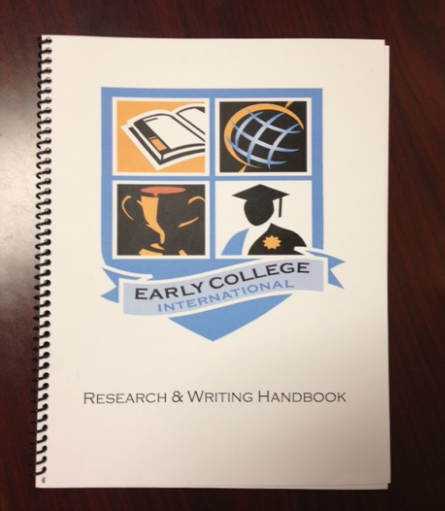 EARLY COLLEGE
INTERNATIONAL
RESEARCH & WRITING HANDBOOK